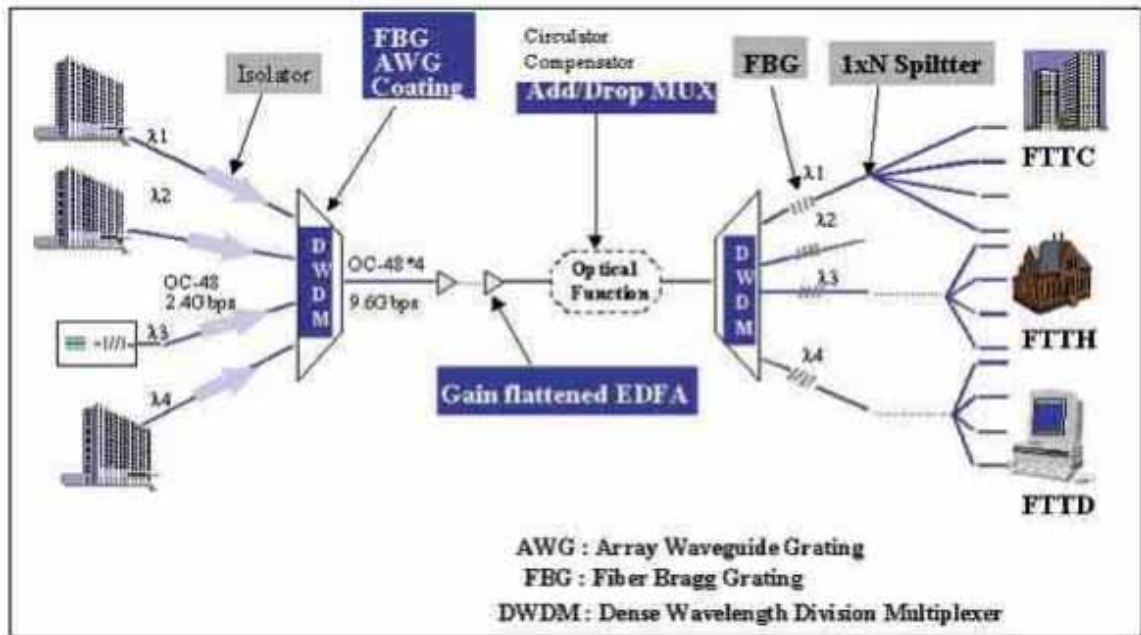 FBG
AWG
Coating
Isolator
Circulator
Compensator
Add/Drop MUX
FBG
1xN Spiltter
FTTC
λ1
λ2
OC-48
2.4Gbps
λ3
λ4
DWDM
OC-48 *4
9.6Gbps
Optical
Function
Gain flattened EDFA
DWDM
λ1
λ2
λ3
λ4
FTTH
FTTD
AWG : Array Waveguide Grating
FBG : Fiber Bragg Grating
DWDM : Dense Wavelength Division Multiplexer